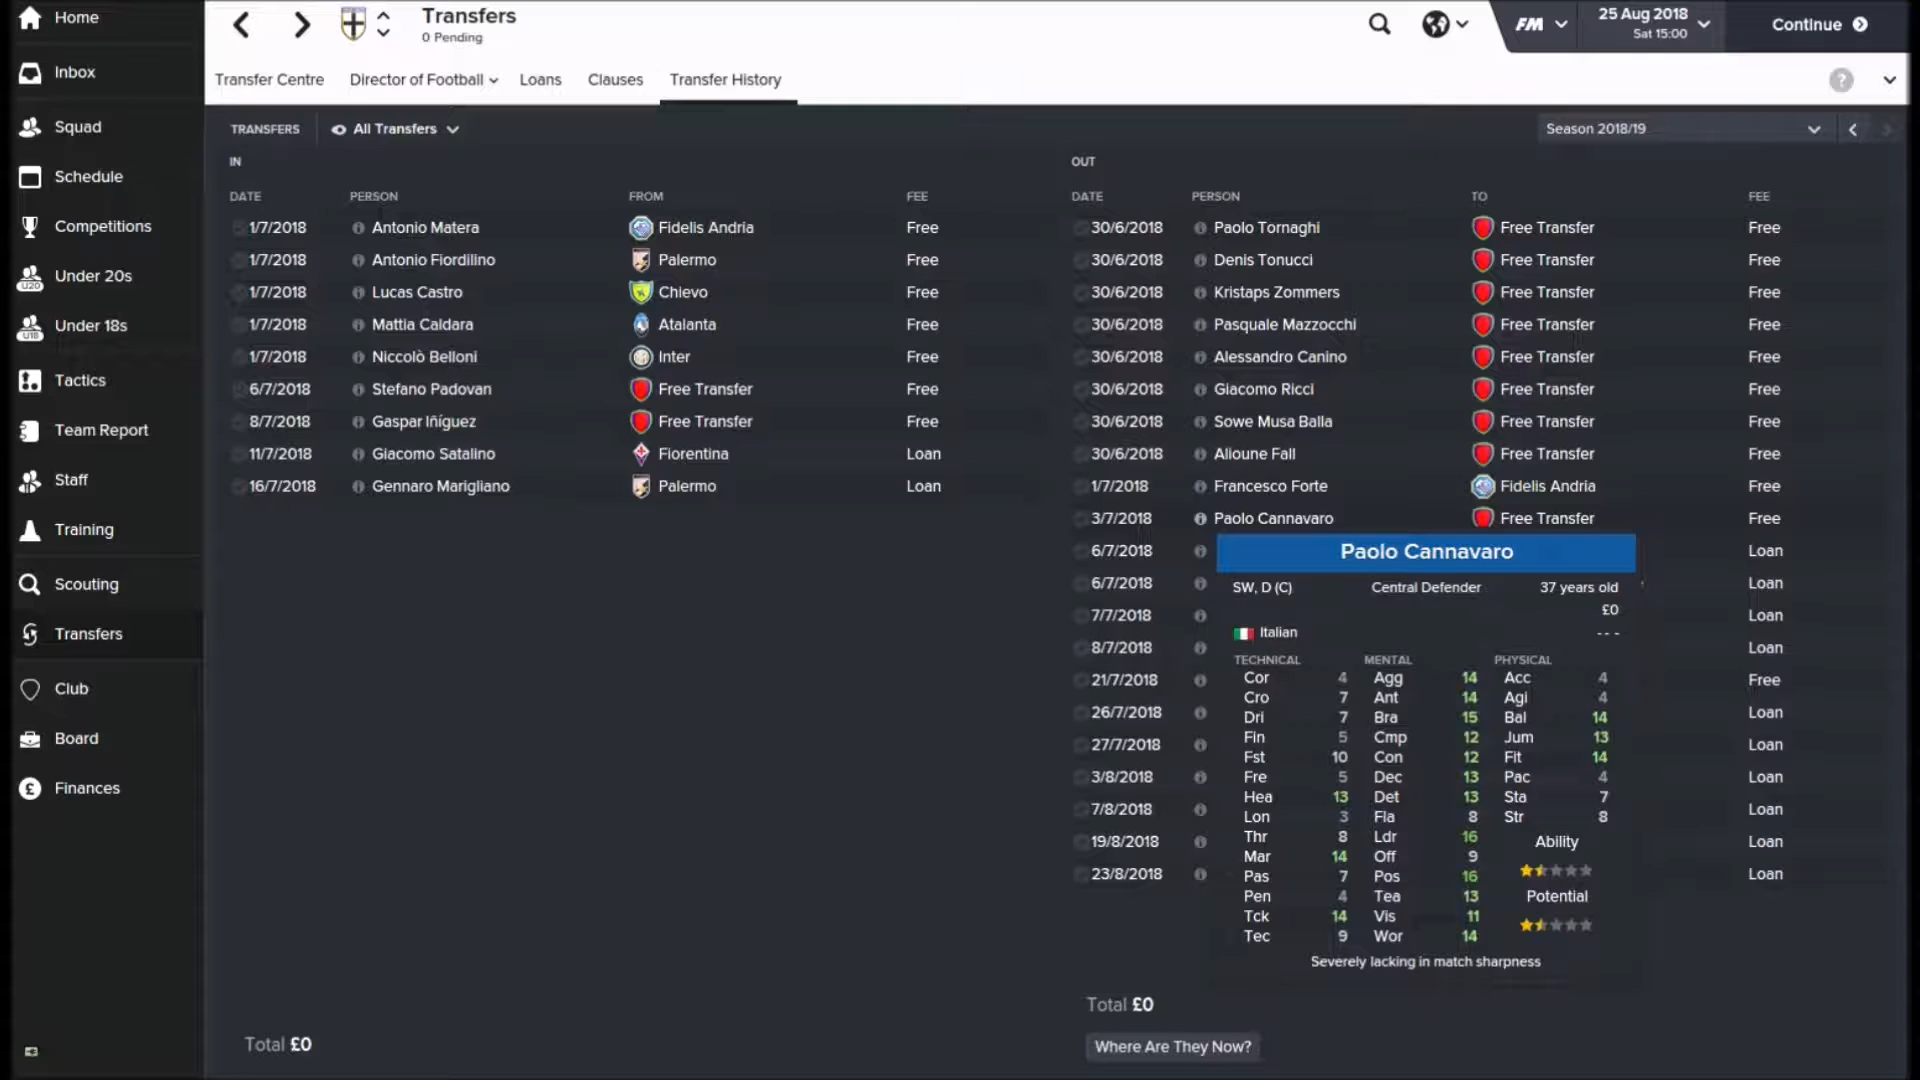 Home
Inbox
Squad
Schedule
Competitions
Under 20s
U20
Under 18s
U18
Tactics
Team Report
Staff
Training
Scouting
Transfers
Club
Board
Finances
Transfers
0 Pending
FM
25 Aug 2018
Sat 15:00
Continue
Transfer Centre Director of Football Loans Clauses Transfer History
?
TRANSFERS All Transfers Season 2018/19
IN
DATE PERSON FROM FEE
1/7/2018 Antonio Matera Fidelis Andria Free
1/7/2018 Antonio Fiordilino Palermo Free
1/7/2018 Lucas Castro Chievo Free
1/7/2018 Mattia Caldara Atalanta Free
1/7/2018 Niccolò Belloni Inter Free
6/7/2018 Stefano Padovan Free Transfer Free
8/7/2018 Gaspar Iñíguez Free Transfer Free
11/7/2018 Giacomo Satalino Fiorentina Loan
16/7/2018 Gennaro Marigliano Palermo Loan
Total £0
OUT
DATE PERSON TO FEE
30/6/2018 Paolo Tornaghi Free Transfer Free
30/6/2018 Denis Tonucci Free Transfer Free
30/6/2018 Kristaps Zommers Free Transfer Free
30/6/2018 Pasquale Mazzocchi Free Transfer Free
30/6/2018 Alessandro Canino Free Transfer Free
30/6/2018 Giacomo Ricci Free Transfer Free
30/6/2018 Sowe Musa Balla Free Transfer Free
30/6/2018 Alioune Fall Free Transfer Free
1/7/2018 Francesco Forte Fidelis Andria Free
3/7/2018 Paolo Cannavaro Free Transfer Free
6/7/2018 Loan
6/7/2018 Loan
7/7/2018 Loan
8/7/2018 Loan
21/7/2018 Free
26/7/2018 Loan
27/7/2018 Loan
3/8/2018 Loan
7/8/2018 Loan
19/8/2018 Loan
23/8/2018 Loan
Paolo Cannavaro
SW, D (C) Central Defender 37 years old
£0
Italian - - -
TECHNICAL MENTAL PHYSICAL
Cor 4 Agg 14 Acc 4
Cro 7 Ant 14 Agi 4
Dri 7 Bra 15 Bal 14
Fin 5 Cmp 12 Jum 13
Fst 10 Con 12 Fit 14
Fre 5 Dec 13 Pac 4
Hea 13 Det 13 Sta 7
Lon 3 Fla 8 Str 8
Thr 8 Ldr 16 Ability
Mar 14 Off 9
Pas 7 Pos 16
Pen 4 Tea 13 Potential
Tck 14 Vis 11
Tec 9 Wor 14
Severely lacking in match sharpness
Total £0
Where Are They Now?